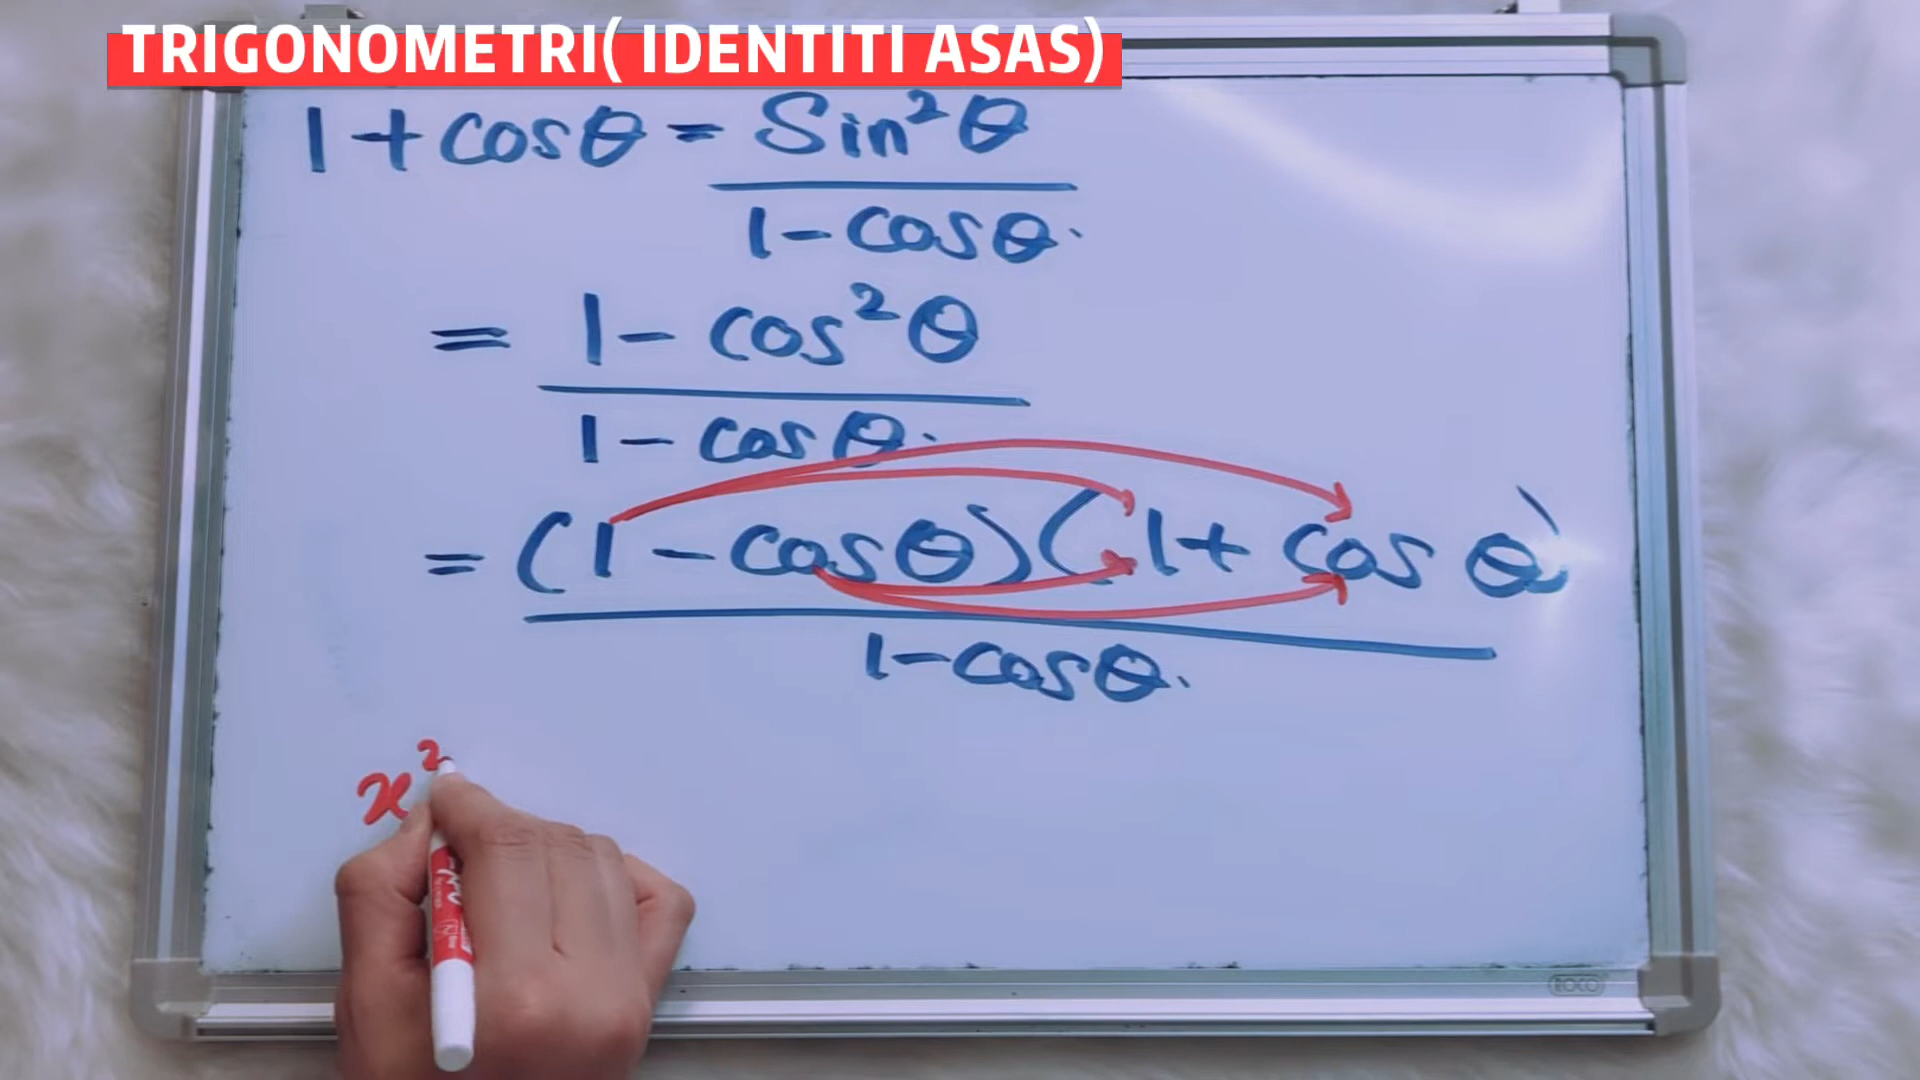 TRIGONOMETRI( IDENTITI ASAS)
1 + cosθ = Sin²θ
1 - cosθ.
= 1 - cos²θ
1 - cosθ.
= (1 - cosθ)(1 + cosθ)
1 - cosθ.
x²
ROCO